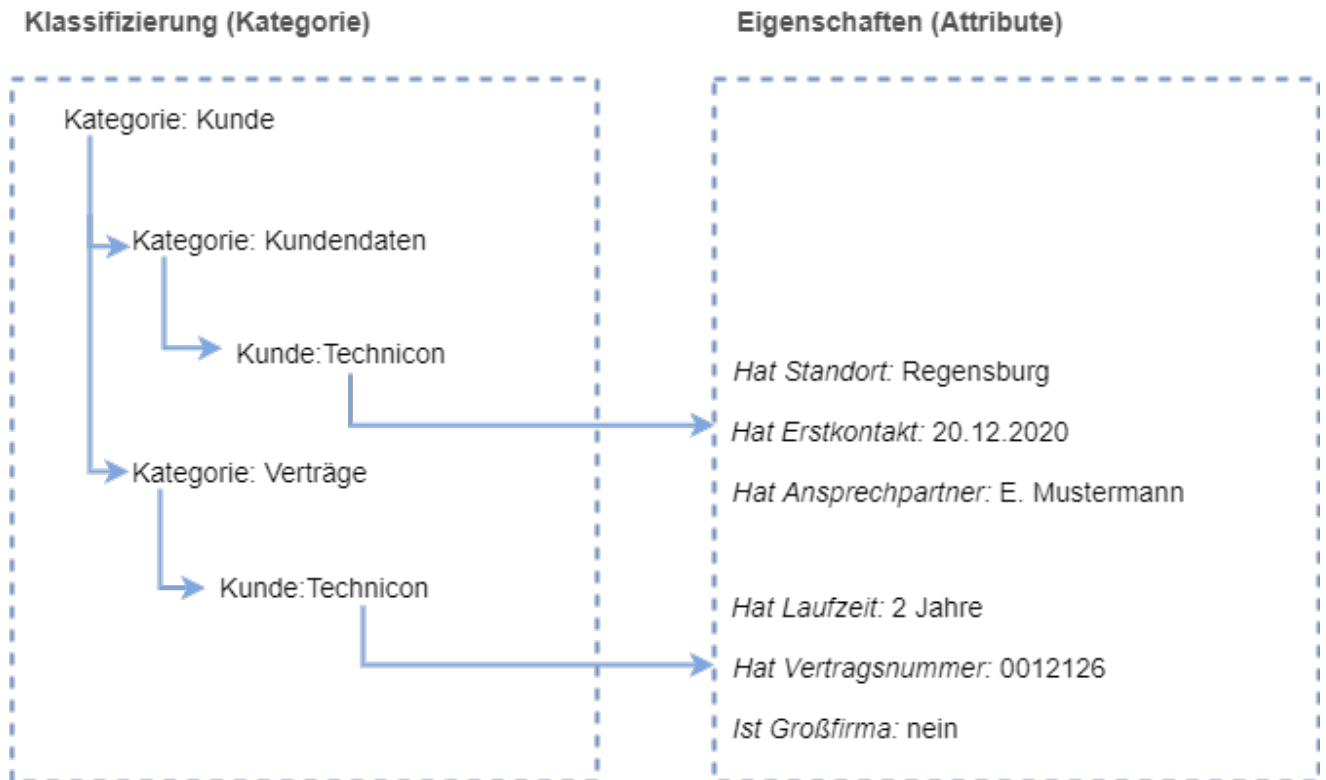 Klassifizierung (Kategorie)
Kategorie: Kunde
Kategorie: Kundendaten
Kunde:Technicon
Kategorie: Verträge
Kunde:Technicon
Eigenschaften (Attribute)
Hat Standort: Regensburg
Hat Erstkontakt: 20.12.2020
Hat Ansprechpartner: E. Mustermann
Hat Laufzeit: 2 Jahre
Hat Vertragsnummer: 0012126
Ist Großfirma: nein